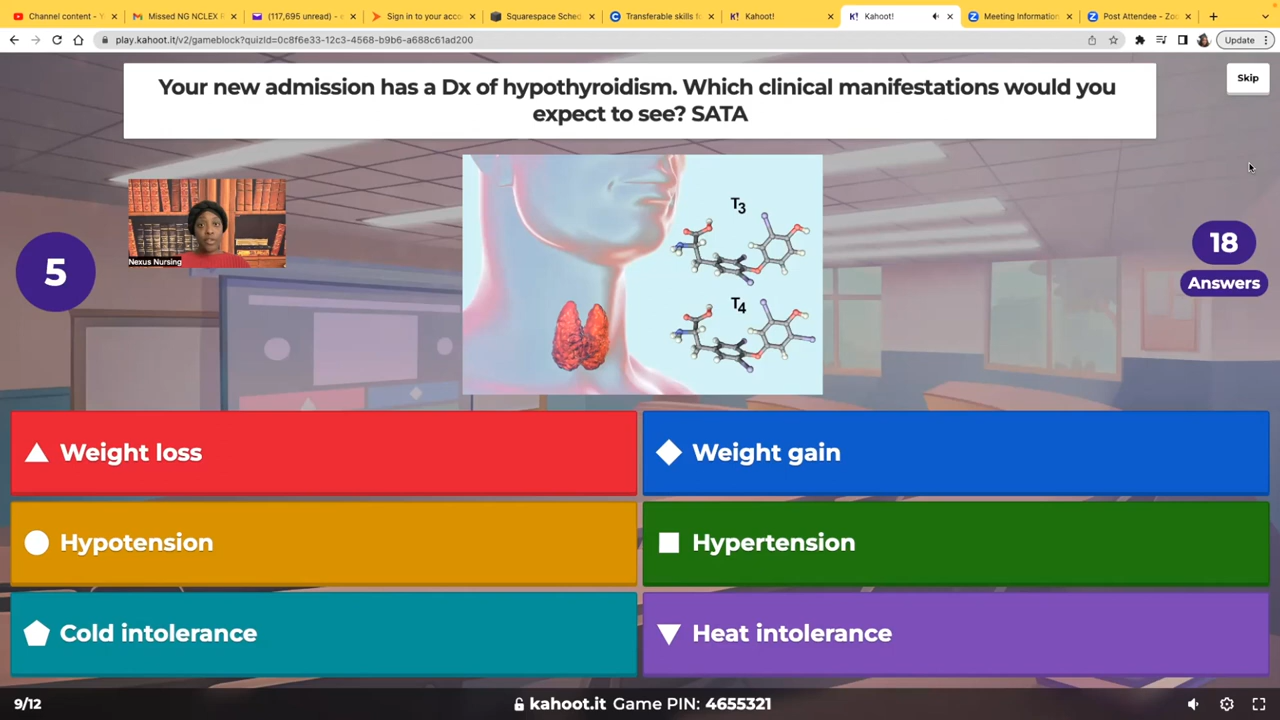 Channel content - Y
Missed NG NCLEX R
(117,695 unread) - e
Sign in to your acco
Squarespace Sched
Transferable skills fo
Kahoot!
Kahoot!
Meeting Information
Post Attendee - Zoo
play.kahoot.it/v2/gameblock?quizId=0c8f6e33-12c3-4568-b9b6-a688c61ad200
Update
Your new admission has a Dx of hypothyroidism. Which clinical manifestations would you
expect to see? SATA
Skip
Nexus Nursing
5
T3
T4
18
Answers
Weight loss
Weight gain
Hypotension
Hypertension
Cold intolerance
Heat intolerance
9/12
kahoot.it Game PIN: 4655321